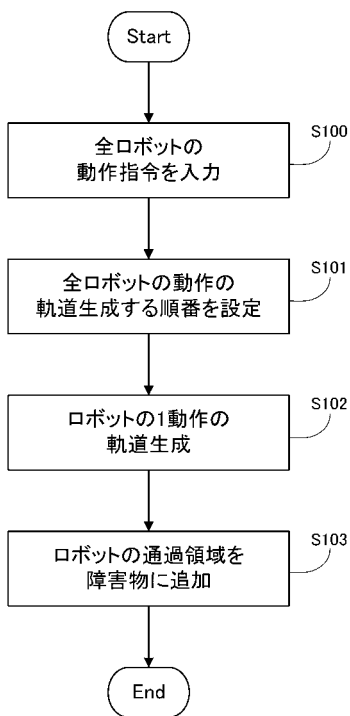 Start
S100
全ロボットの
動作指令を入力
S101
全ロボットの動作の
軌道生成する順番を設定
S102
ロボットの1動作の
軌道生成
S103
ロボットの通過領域を
障害物に追加
End